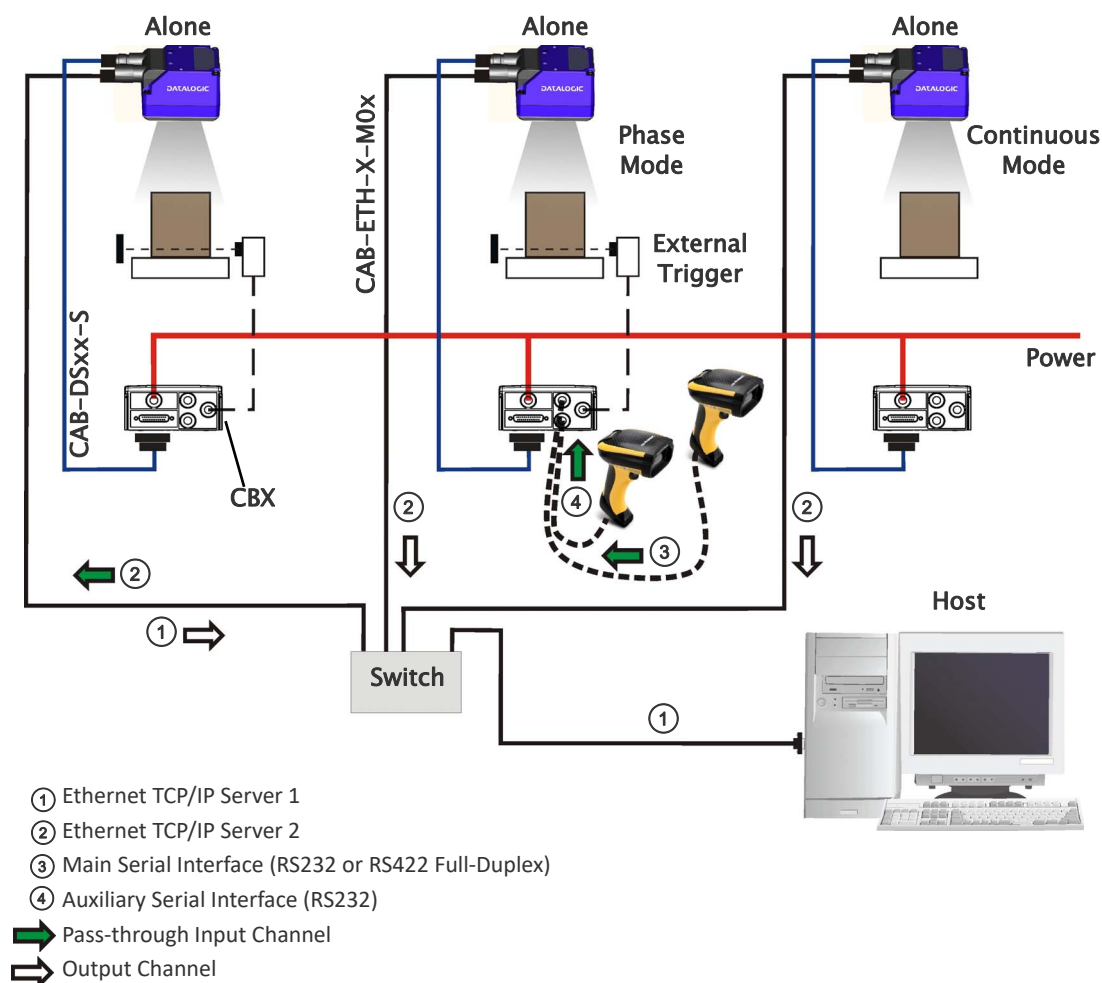 Alone
Alone
Alone
DATALOGIC
DATALOGIC
DATALOGIC
CAB-ETH-X-M0x
Phase
Mode
Continuous
Mode
External
Trigger
CAB-DSxx-S
Power
CBX
4
2
2
3
2
1
Host
Switch
1
1 Ethernet TCP/IP Server 1
2 Ethernet TCP/IP Server 2
3 Main Serial Interface (RS232 or RS422 Full-Duplex)
4 Auxiliary Serial Interface (RS232)
Pass-through Input Channel
Output Channel